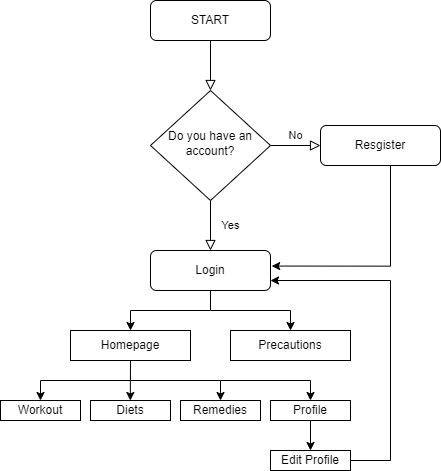 START
Do you have an
account?
No
Resgister
Yes
Login
Homepage
Precautions
Workout
Diets
Remedies
Profile
Edit Profile